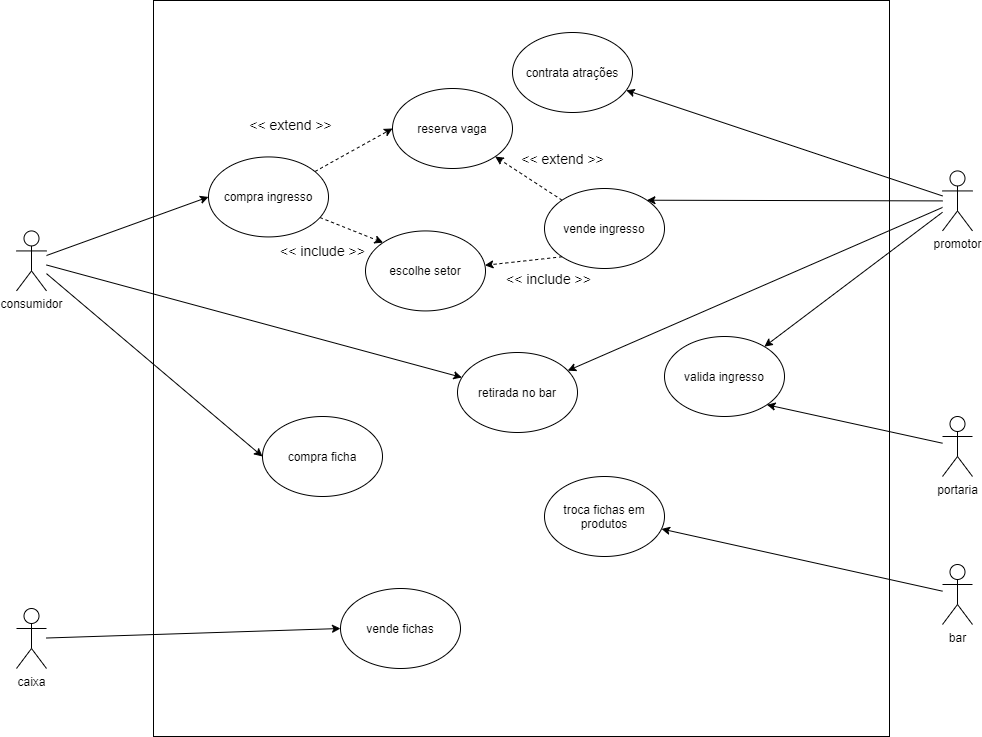 contrata atrações
<< extend >>
reserva vaga
<< extend >>
compra ingresso
vende ingresso
promotor
<< include >>
escolhe setor
<< include >>
consumidor
retirada no bar
valida ingresso
compra ficha
portaria
troca fichas em
produtos
vende fichas
bar
caixa